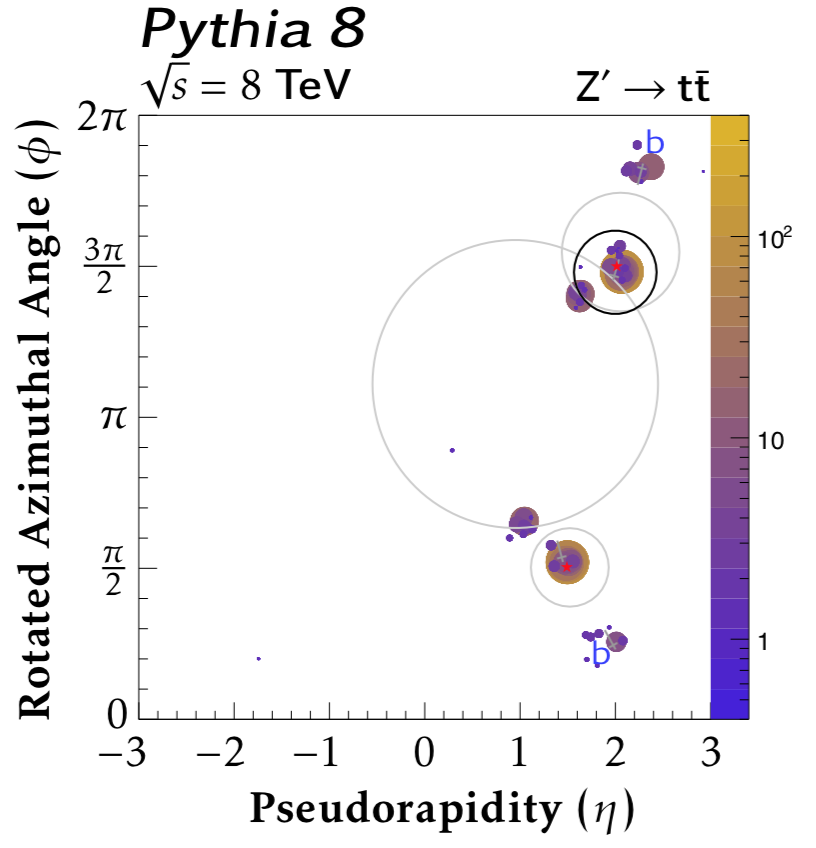 Pythia 8
√s = 8 TeV
Z′ → tt̄
Rotated Azimuthal Angle (ϕ)
2π
3π/2
π
π/2
0
b
b
10²
10
1
−3 −2 −1 0 1 2 3
Pseudorapidity (η)